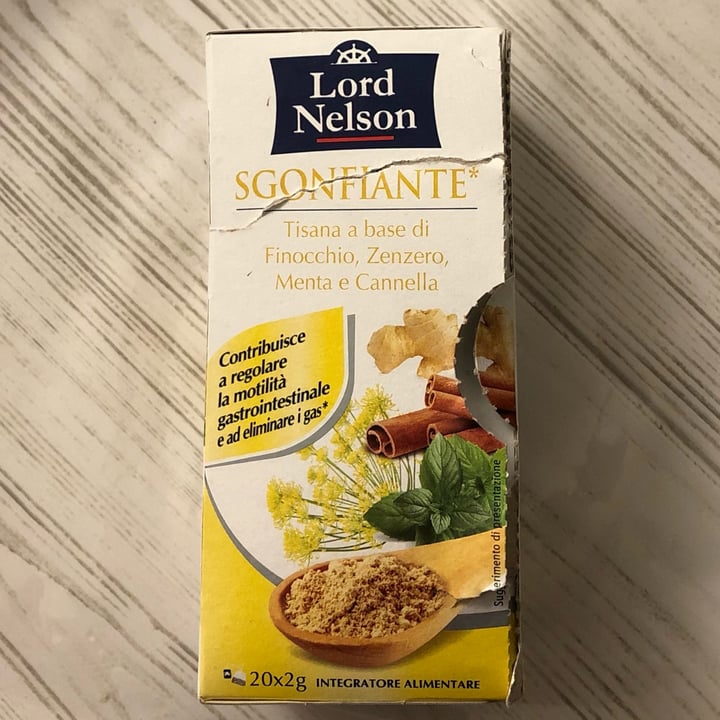 Lord
Nelson
SGONFIANTE*
Tisana a base di
Finocchio, Zenzero,
Menta e Cannella
Contribuisce
a regolare
la motilità
gastrointestinale
e ad eliminare i gas*
Suggerimento di presentazione
20x2g INTEGRATORE ALIMENTARE